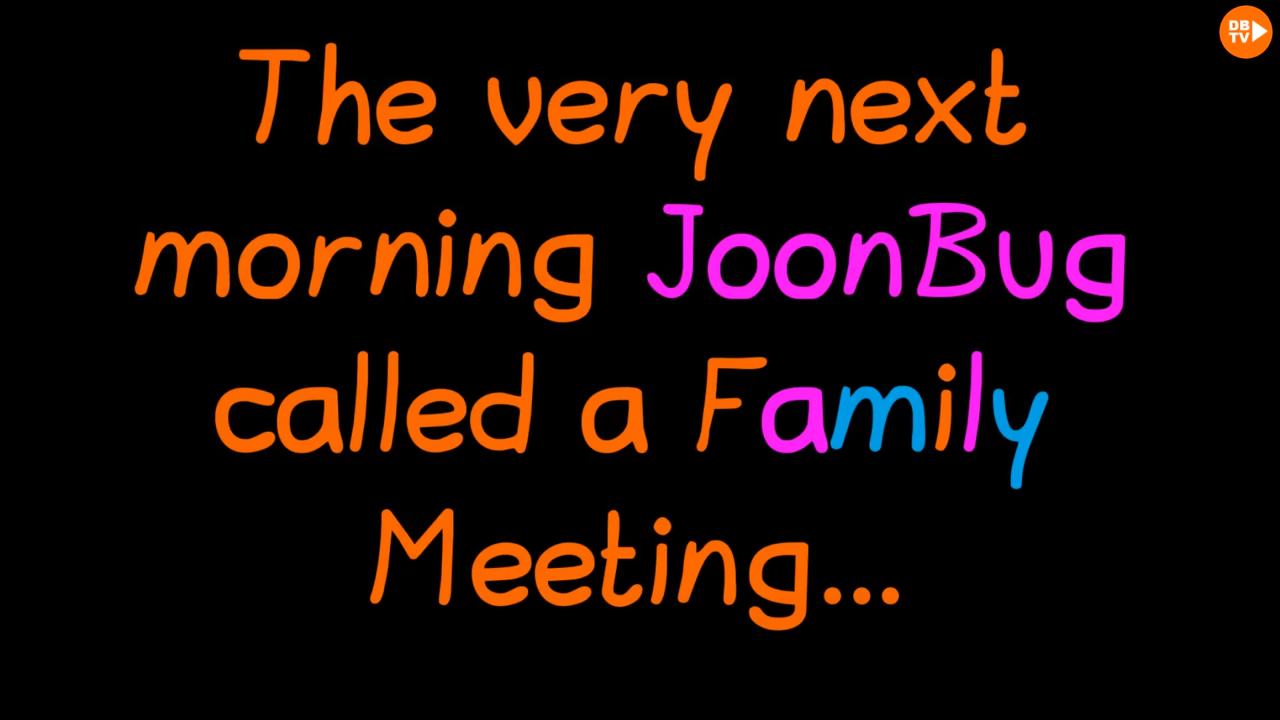 DB
TV
The very next
morning JoonBug
called a Family
Meeting...